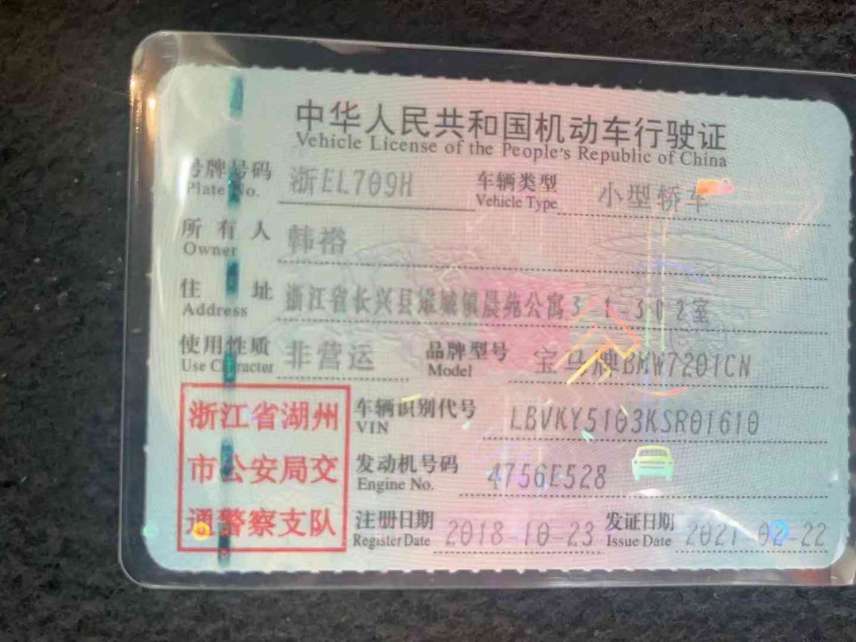 中华人民共和国机动车行驶证
Vehicle License of the People's Republic of China
号牌号码 浙EL709H 车辆类型 小型轿车
Plate No. Vehicle Type
所有人 韩裕
Owner
住址 浙江省长兴县雉城镇晨苑公寓3-1-302室
Address
使用性质 非营运 品牌型号 宝马牌BMW7201CN
Use Character Model
浙江省湖州
市公安局交
通警察支队
车辆识别代号 LBVKY5103KSR01610
VIN
发动机号码 4756E528
Engine No.
注册日期 2018-10-23 发证日期 2021-02-22
Register Date Issue Date